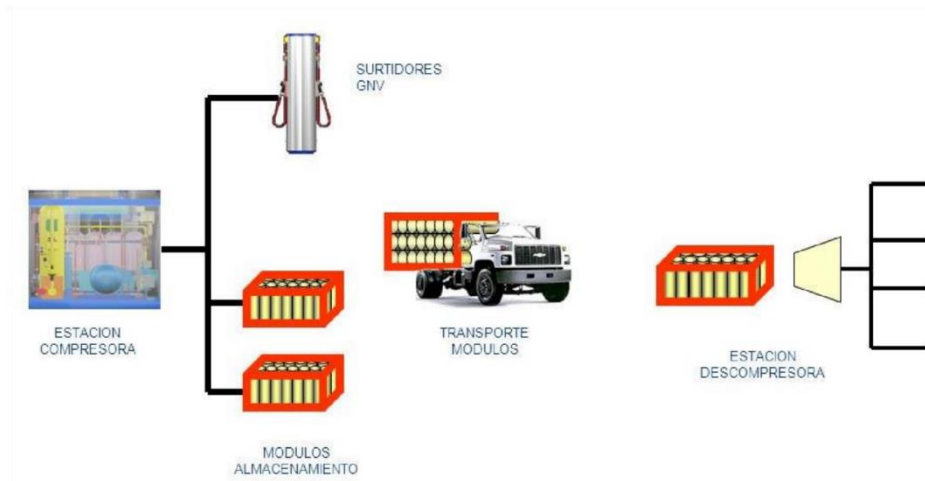 SURTIDORES
GNV
ESTACION
COMPRESORA
TRANSPORTE
MODULOS
ESTACION
DESCOMPRESORA
MODULOS
ALMACENAMIENTO